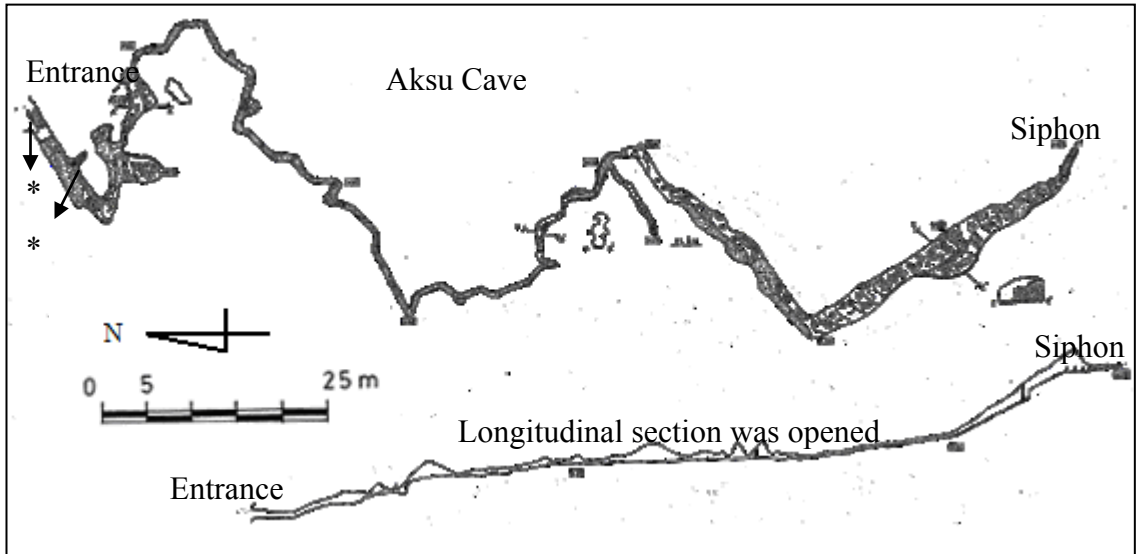 Entrance
Aksu Cave
Siphon
*
*
N
0 5 25 m
Siphon
Longitudinal section was opened
Entrance